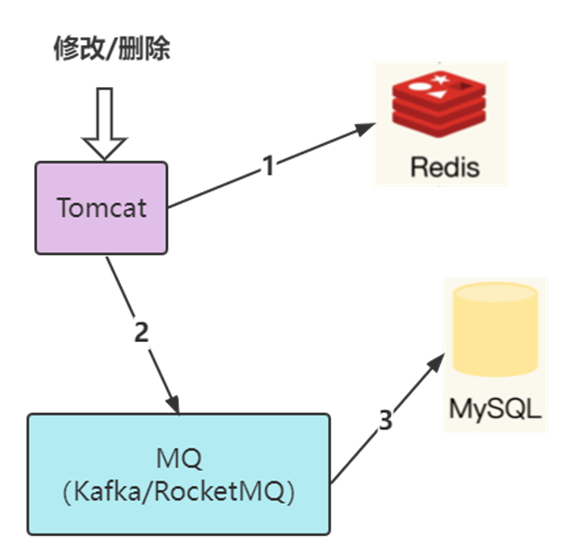 修改/删除
Redis
1
Tomcat
2
MySQL
3
MQ
（Kafka/RocketMQ）